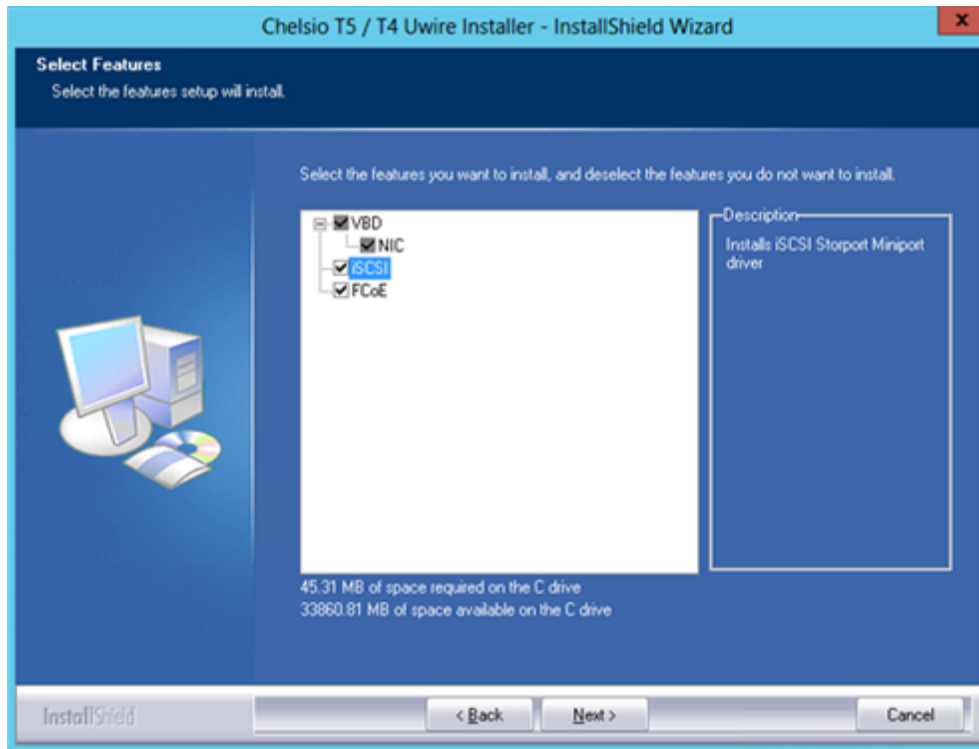 Chelsio T5 / T4 Uwire Installer - InstallShield Wizard
x
Select Features
Select the features setup will install.
Select the features you want to install, and deselect the features you do not want to install.
VBD
NIC
iSCSI
FCoE
Description
Installs iSCSI Storport Miniport
driver
45.31 MB of space required on the C drive
33860.81 MB of space available on the C drive
InstallShield
< Back
Next >
Cancel